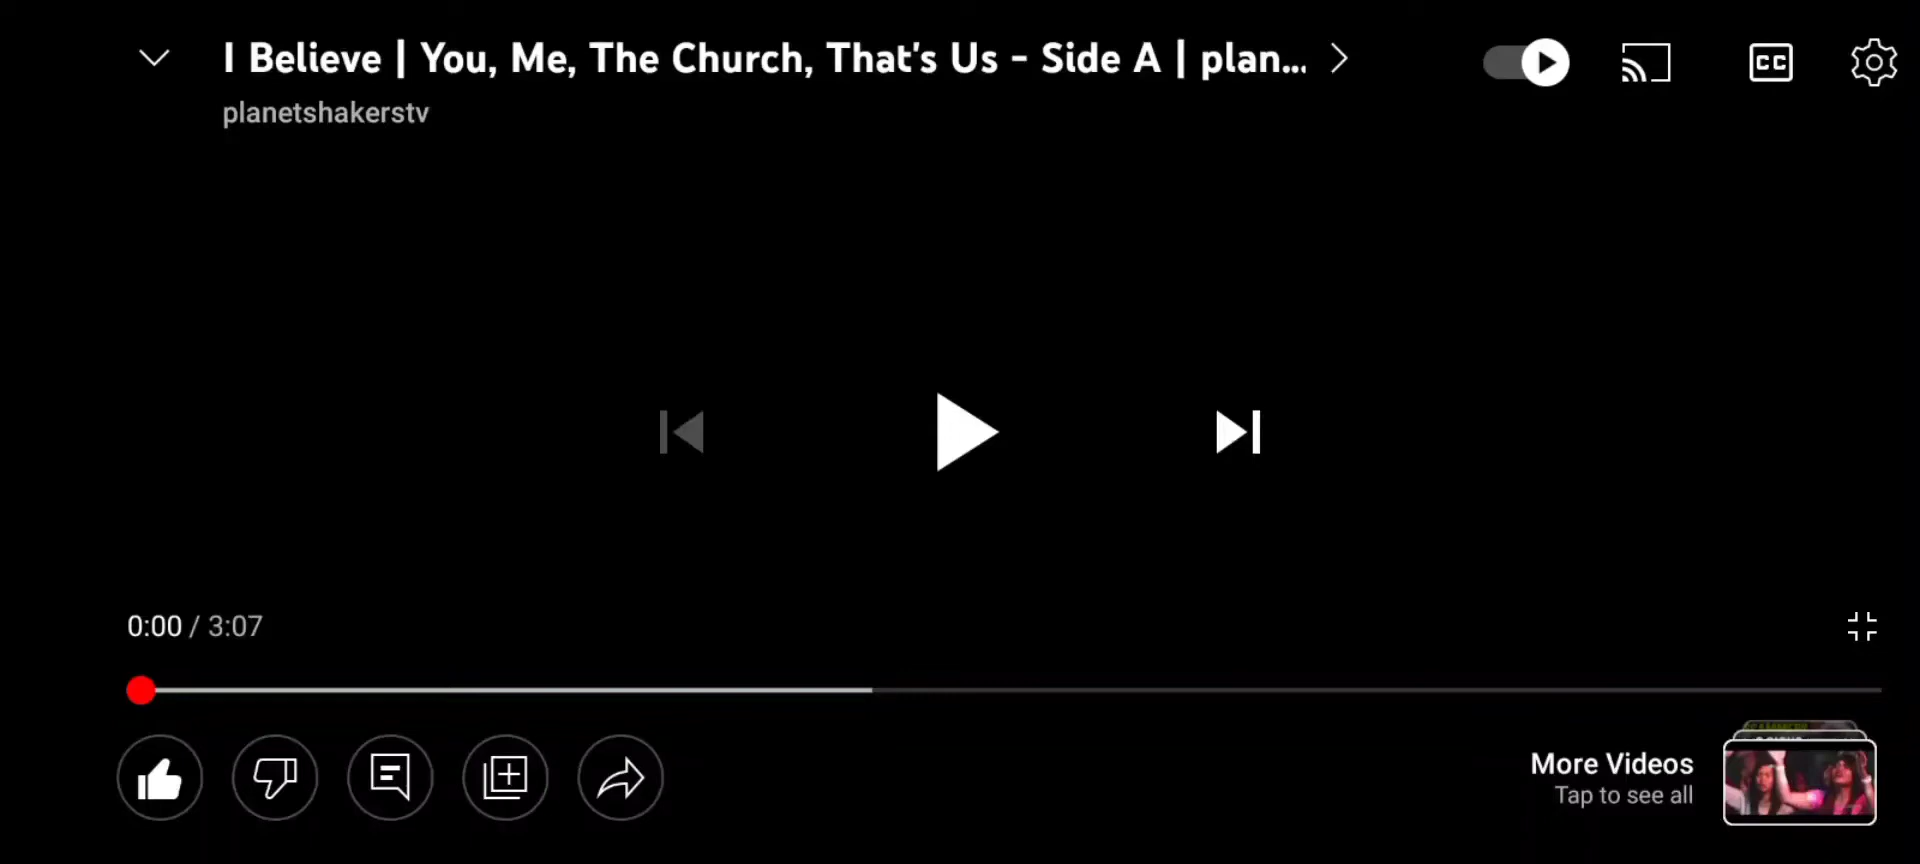 I Believe | You, Me, The Church, That's Us - Side A | plan...
planetshakerstv
CC
0:00 / 3:07
More Videos
Tap to see all